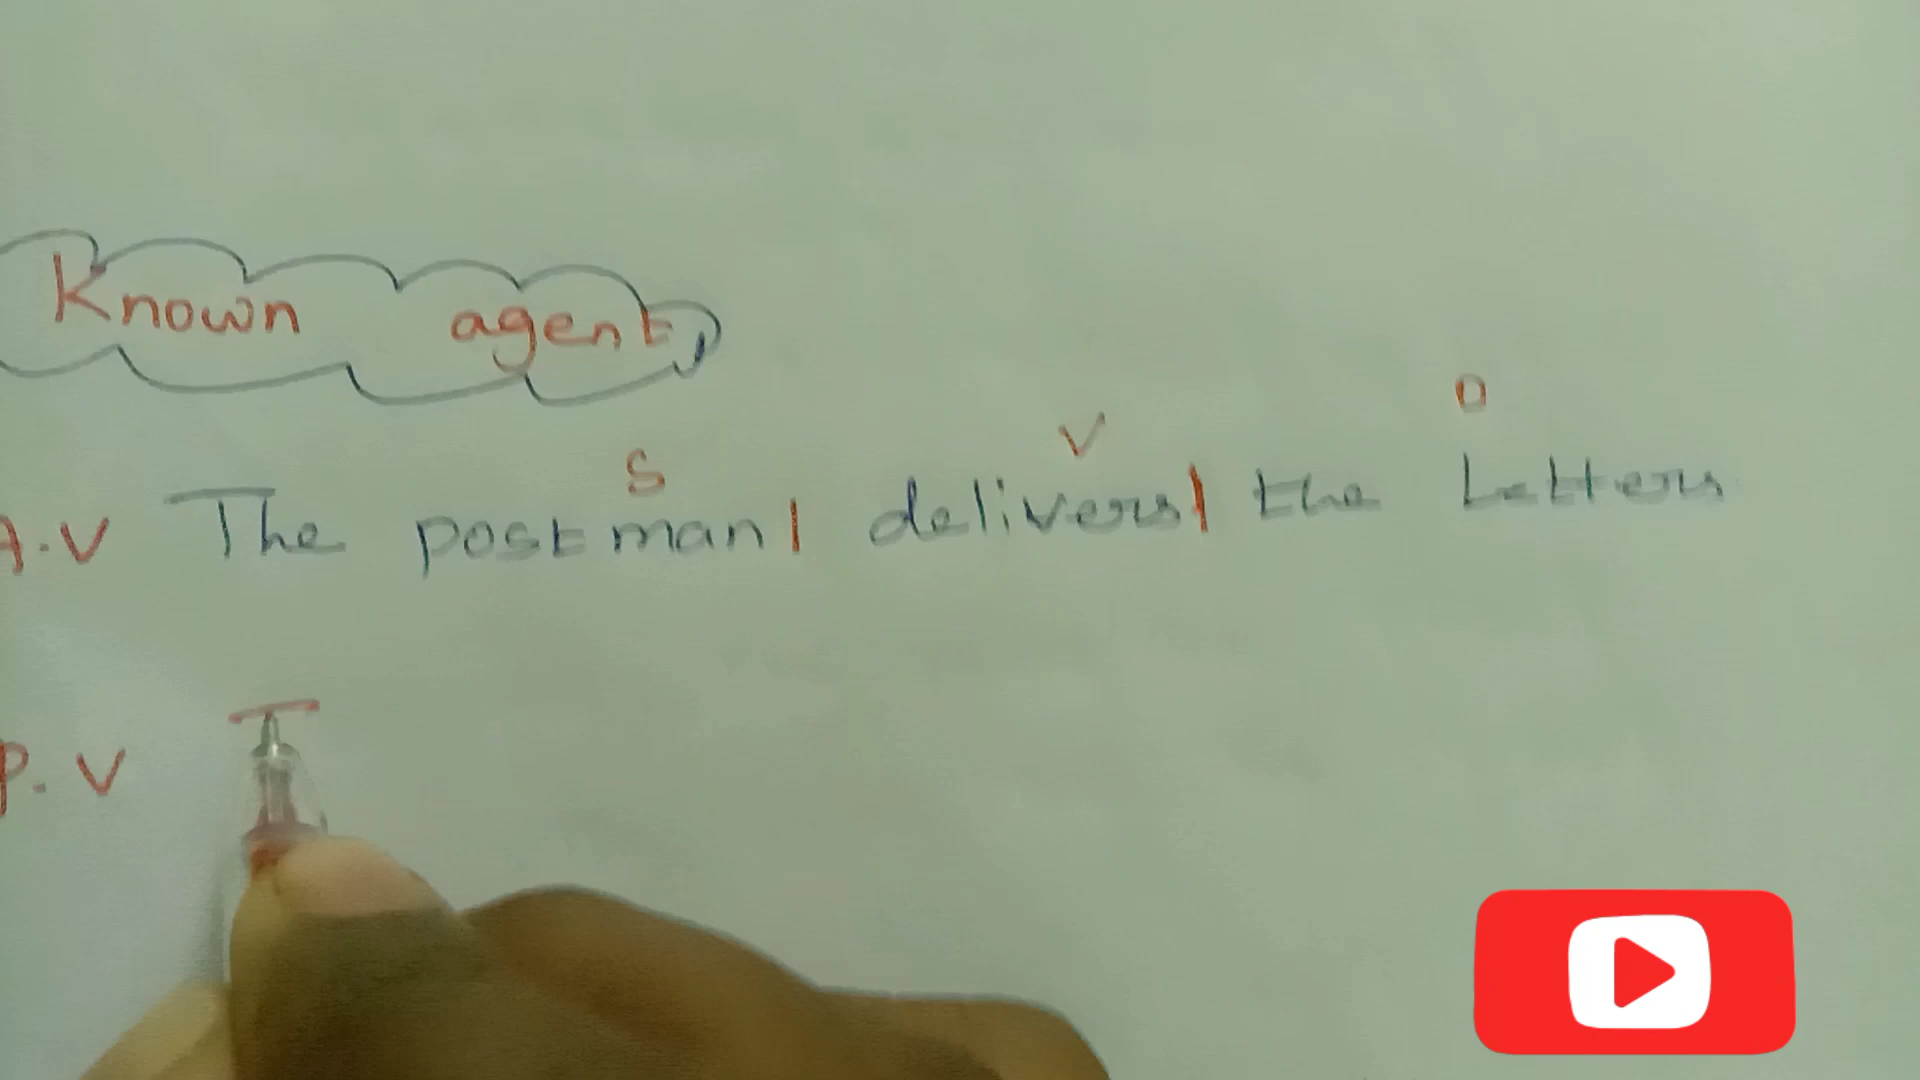 Known agent
S V O
A.V The postman | delivers | the Letters
P.V T